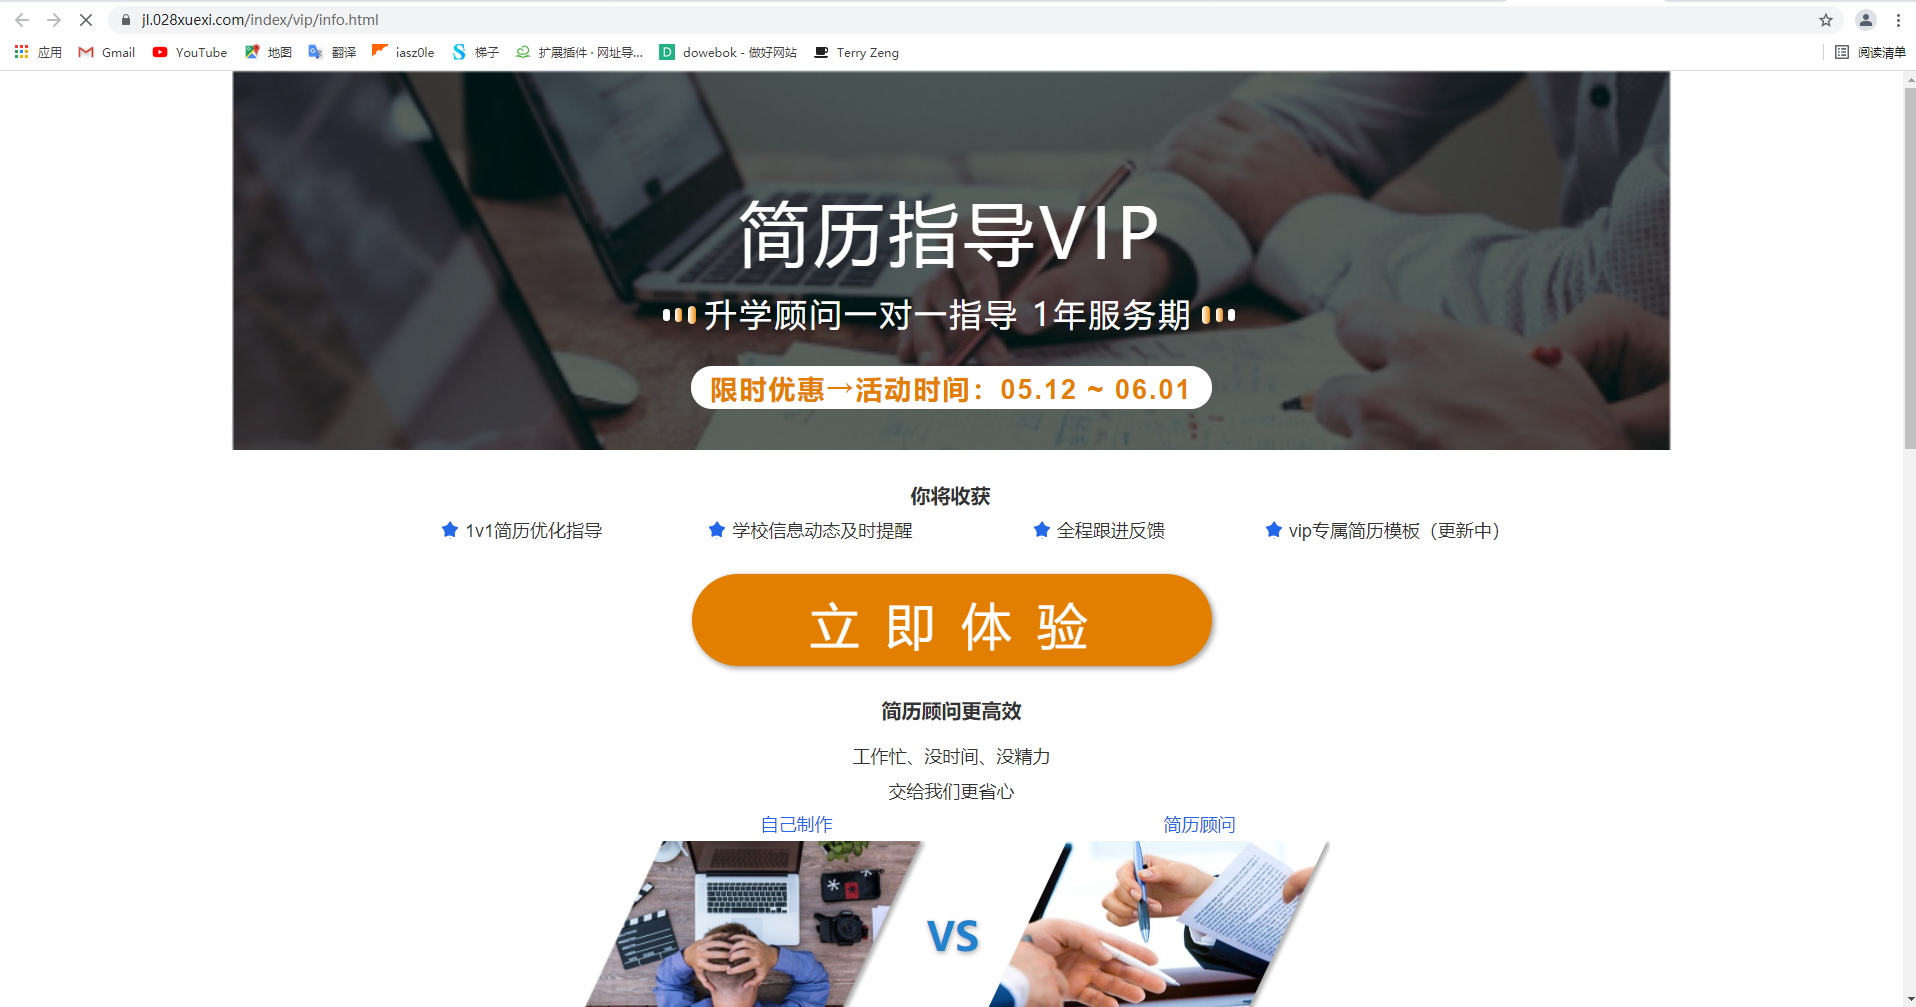 jl.028xuexi.com/index/vip/info.html
应用 Gmail YouTube 地图 翻译 iasz0le 梯子 扩展插件 · 网址导... dowebok - 做好网站 Terry Zeng 阅读清单
简历指导VIP
升学顾问一对一指导 1年服务期
限时优惠→活动时间：05.12 ~ 06.01
你将收获
1v1简历优化指导 学校信息动态及时提醒 全程跟进反馈 vip专属简历模板（更新中）
立即体验
简历顾问更高效
工作忙、没时间、没精力
交给我们更省心
自己制作 简历顾问
VS